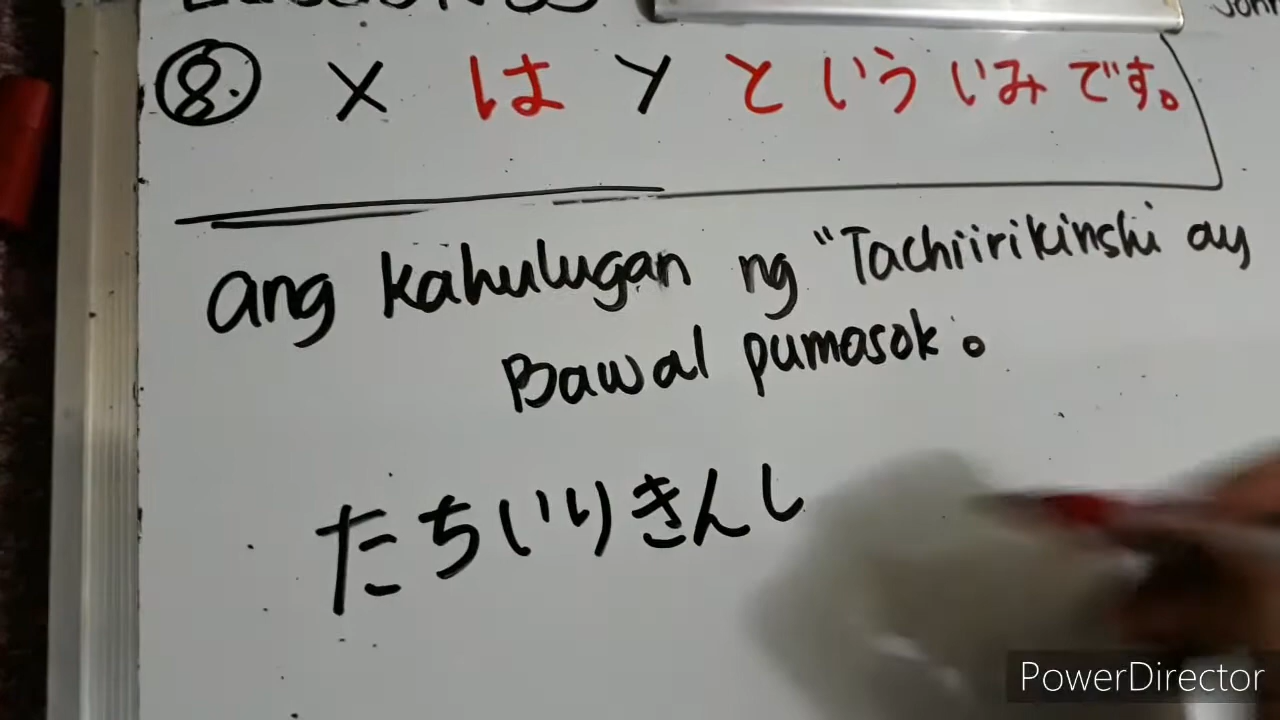 8. X は Y という いみ です。
ang kahulugan ng "Tachiirikinshi ay
Bawal pumasok.
たちいりきんし
PowerDirector